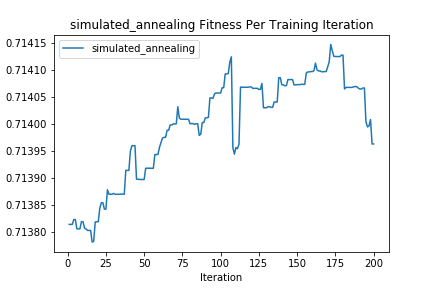 simulated_annealing Fitness Per Training Iteration
simulated_annealing
0.71415
0.71410
0.71405
0.71400
0.71395
0.71390
0.71385
0.71380
0 25 50 75 100 125 150 175 200
Iteration